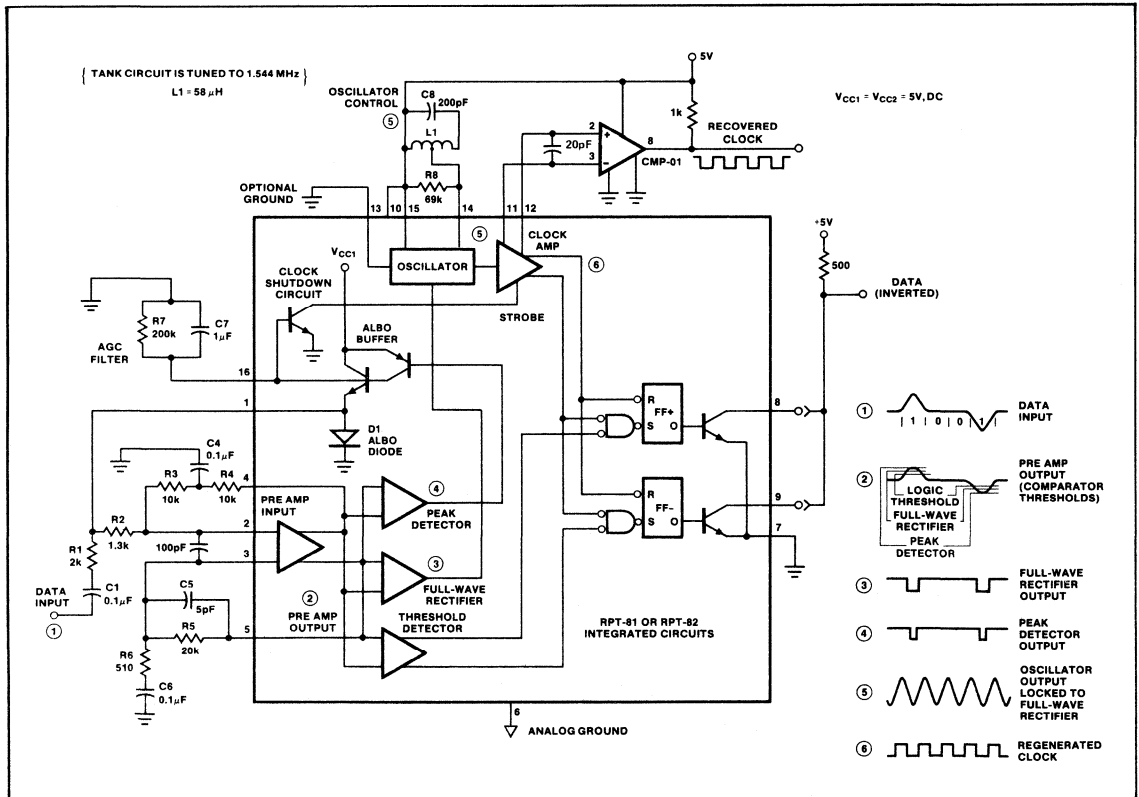 { TANK CIRCUIT IS TUNED TO 1.544 MHz }
L1 = 58 μH
OSCILLATOR
CONTROL
⑤
C8
200pF
L1
R8
69k
5V
1k
VCC1 = VCC2 = 5V, DC
2
3
20pF
+
−
8
CMP-01
RECOVERED
CLOCK
OPTIONAL
GROUND
13
10
15
14
11
12
⑤
CLOCK
AMP
⑥
VCC1
OSCILLATOR
CLOCK
SHUTDOWN
CIRCUIT
STROBE
+5V
500
DATA
(INVERTED)
R7
200k
C7
1μF
AGC
FILTER
ALBO
BUFFER
16
1
D1
ALBO
DIODE
R
FF+
S
O
8
C4
0.1μF
R3
10k
R4
10k
4
④
PEAK
DETECTOR
PRE AMP
INPUT
R2
1.3k
2
100pF
3
R1
2k
C1
0.1μF
DATA
INPUT
①
R
FF−
S
O
9
7
③
FULL-WAVE
RECTIFIER
C5
5pF
②
PRE AMP
OUTPUT
THRESHOLD
DETECTOR
5
R5
20k
R6
510
C6
0.1μF
RPT-81 OR RPT-82
INTEGRATED CIRCUITS
6
ANALOG GROUND
①
| 1 | 0 | 0 | 1 |
DATA
INPUT
②
LOGIC
THRESHOLD
FULL-WAVE
RECTIFIER
PEAK
DETECTOR
PRE AMP
OUTPUT
(COMPARATOR
THRESHOLDS)
③
FULL-WAVE
RECTIFIER
OUTPUT
④
PEAK
DETECTOR
OUTPUT
⑤
OSCILLATOR
OUTPUT
LOCKED TO
FULL-WAVE
RECTIFIER
⑥
REGENERATED
CLOCK